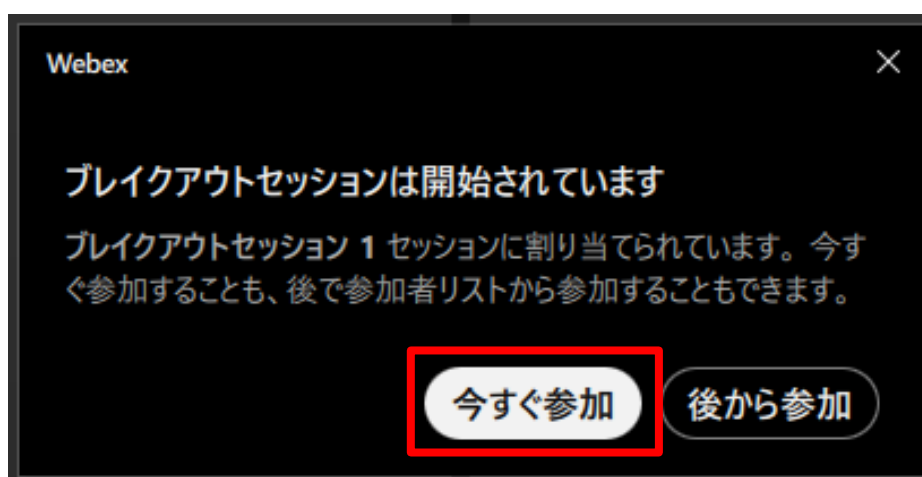 Webex
ブレイクアウトセッションは開始されています
ブレイクアウトセッション 1 セッションに割り当てられています。今す
ぐ参加することも、後で参加者リストから参加することもできます。
今すぐ参加 後から参加